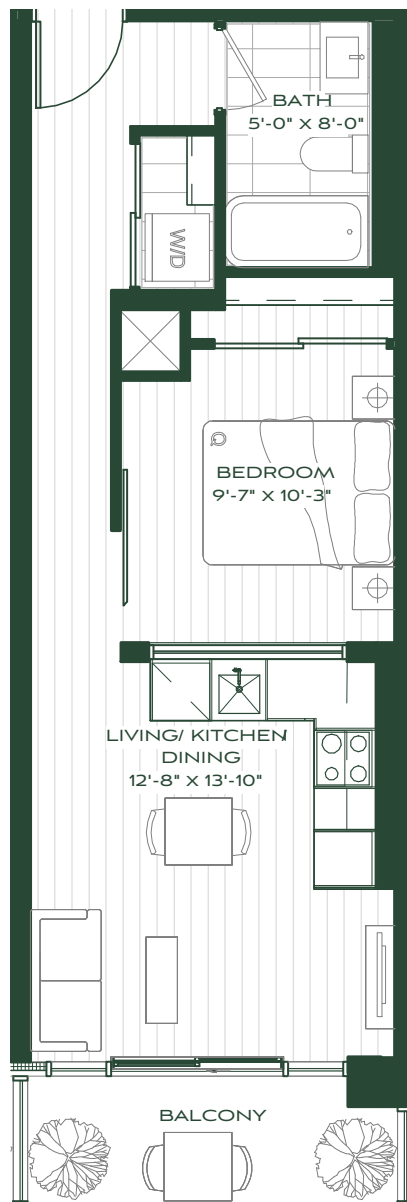 BATH
5'-0" X 8'-0"
W/D
BEDROOM
9'-7" X 10'-3"
LIVING/ KITCHEN
DINING
12'-8" X 13'-10"
BALCONY